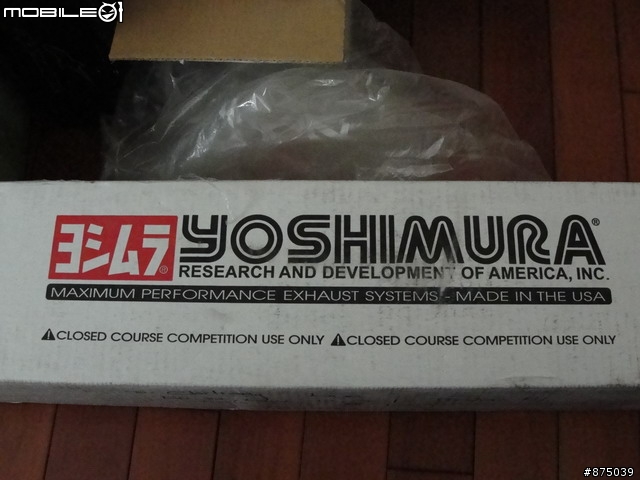 MOBILE01
ヨシムラ® YOSHIMURA®
RESEARCH AND DEVELOPMENT OF AMERICA, INC.
MAXIMUM PERFORMANCE EXHAUST SYSTEMS - MADE IN THE USA
⚠CLOSED COURSE COMPETITION USE ONLY ⚠CLOSED COURSE COMPETITION USE ONLY
#875039